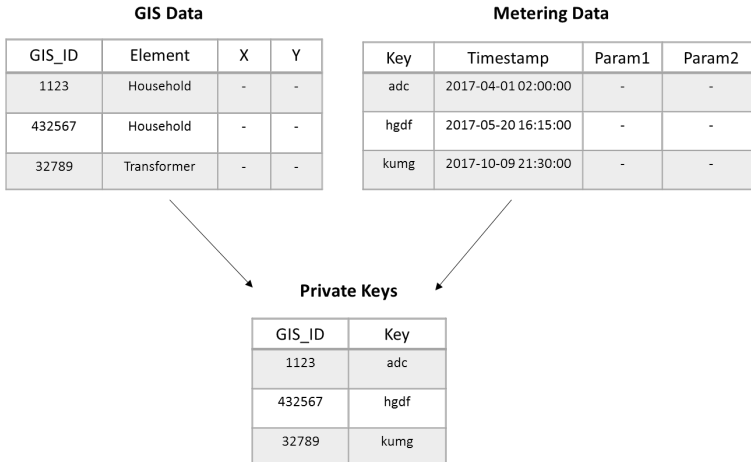 GIS Data
GIS_ID Element X Y
1123 Household - -
432567 Household - -
32789 Transformer - -
Metering Data
Key Timestamp Param1 Param2
adc 2017-04-01 02:00:00 - -
hgdf 2017-05-20 16:15:00 - -
kumg 2017-10-09 21:30:00 - -
Private Keys
GIS_ID Key
1123 adc
432567 hgdf
32789 kumg